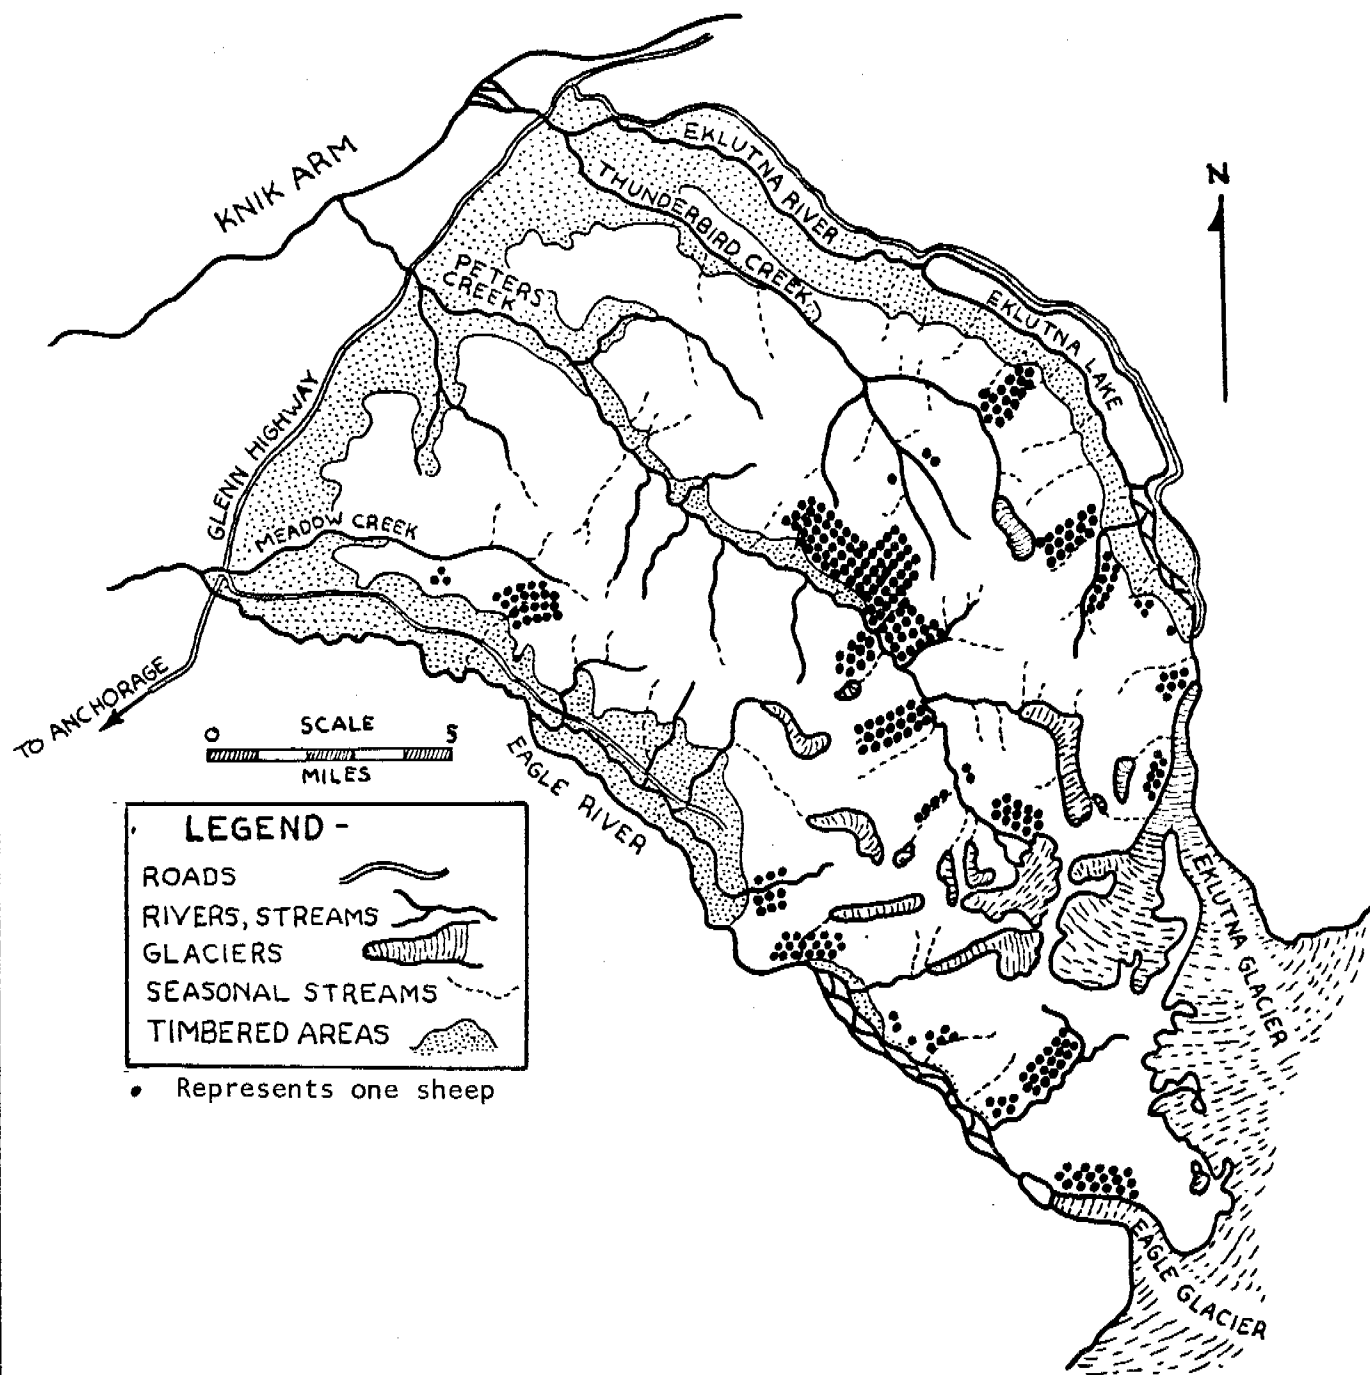 KNIK ARM
EKLUTNA RIVER
THUNDERBIRD CREEK
N
PETERS
CREEK
EKLUTNA LAKE
GLENN HIGHWAY
MEADOW CREEK
TO ANCHORAGE
0 SCALE 5
MILES
EAGLE RIVER
LEGEND -
ROADS
RIVERS, STREAMS
GLACIERS
SEASONAL STREAMS
TIMBERED AREAS
• Represents one sheep
EKLUTNA GLACIER
EAGLE GLACIER